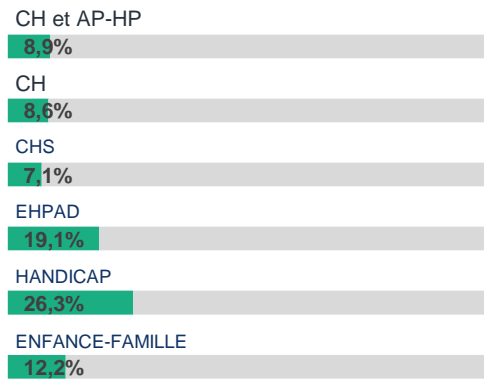 CH et AP-HP
8,9%
CH
8,6%
CHS
7,1%
EHPAD
19,1%
HANDICAP
26,3%
ENFANCE-FAMILLE
12,2%